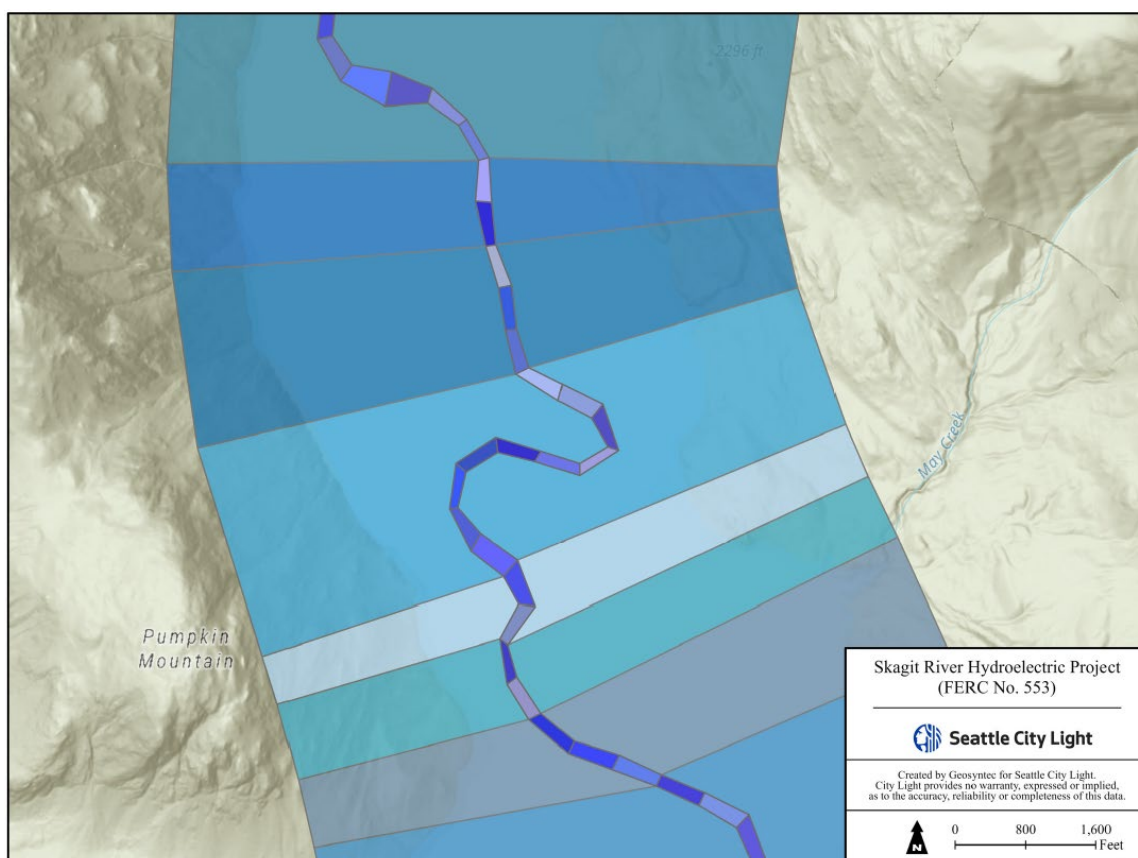 2296 ft
May Creek
Pumpkin
Mountain
Skagit River Hydroelectric Project
(FERC No. 553)
Seattle City Light
Created by Geosyntec for Seattle City Light.
City Light provides no warranty, expressed or implied,
as to the accuracy, reliability or completeness of this data.
N
0 800 1,600
Feet